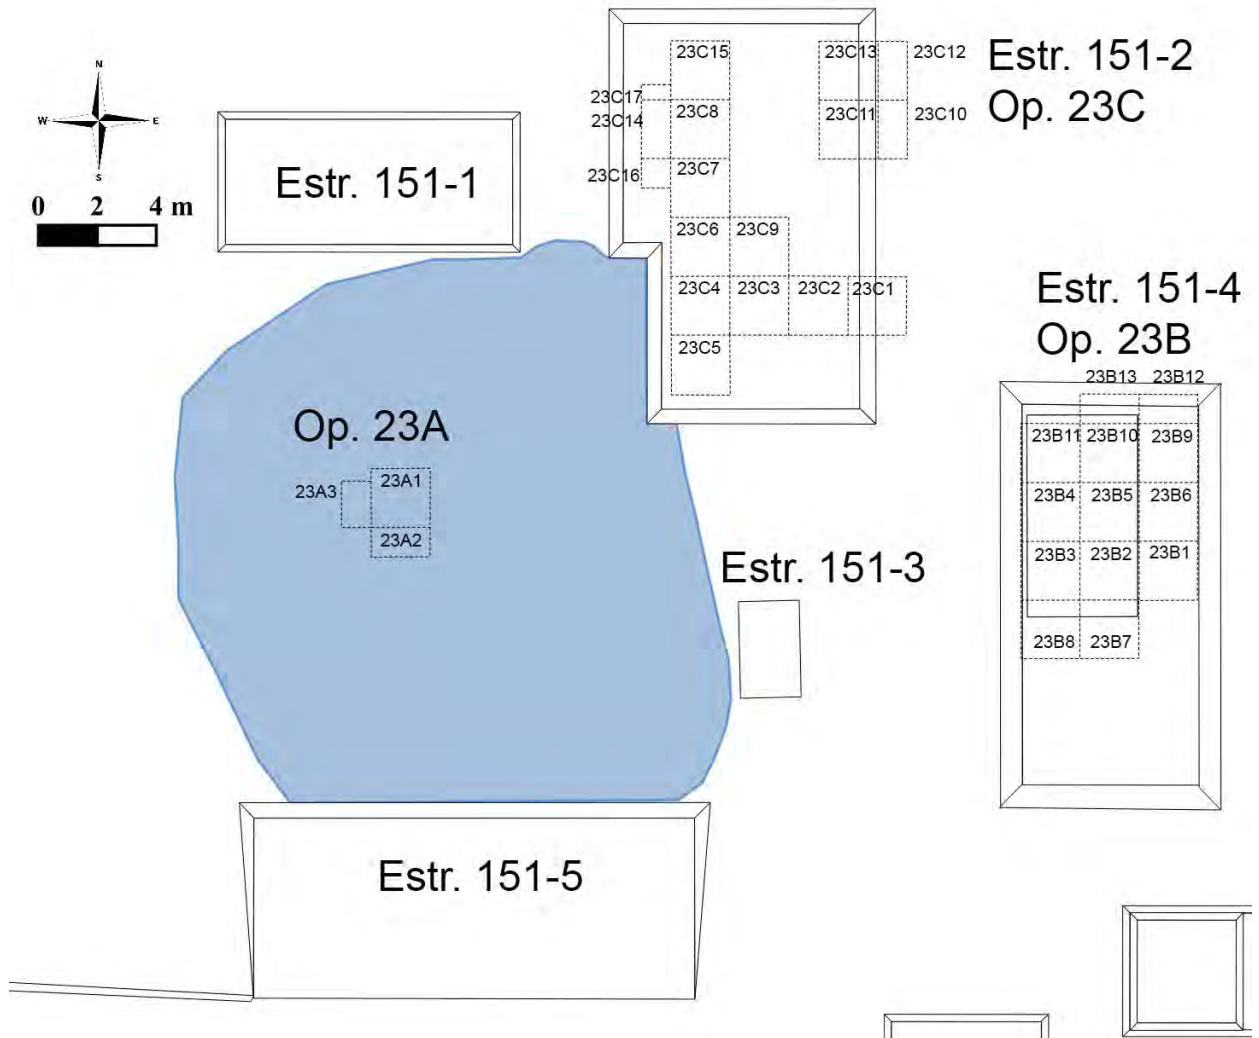 N
W E
S
0 2 4 m
Estr. 151-1
23C15
23C13 23C12
23C17
23C14
23C8
23C11 23C10
23C16
23C7
23C6 23C9
23C4 23C3 23C2 23C1
23C5
Estr. 151-2
Op. 23C
Estr. 151-4
Op. 23B
23B13 23B12
23B11 23B10 23B9
23B4 23B5 23B6
23B3 23B2 23B1
23B8 23B7
Op. 23A
23A3 23A1
23A2
Estr. 151-3
Estr. 151-5